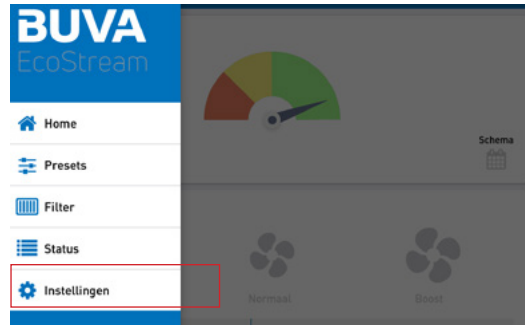 BUVA
EcoStream
Home
Presets
Filter
Status
Instellingen
Schema
Normaal
Boost